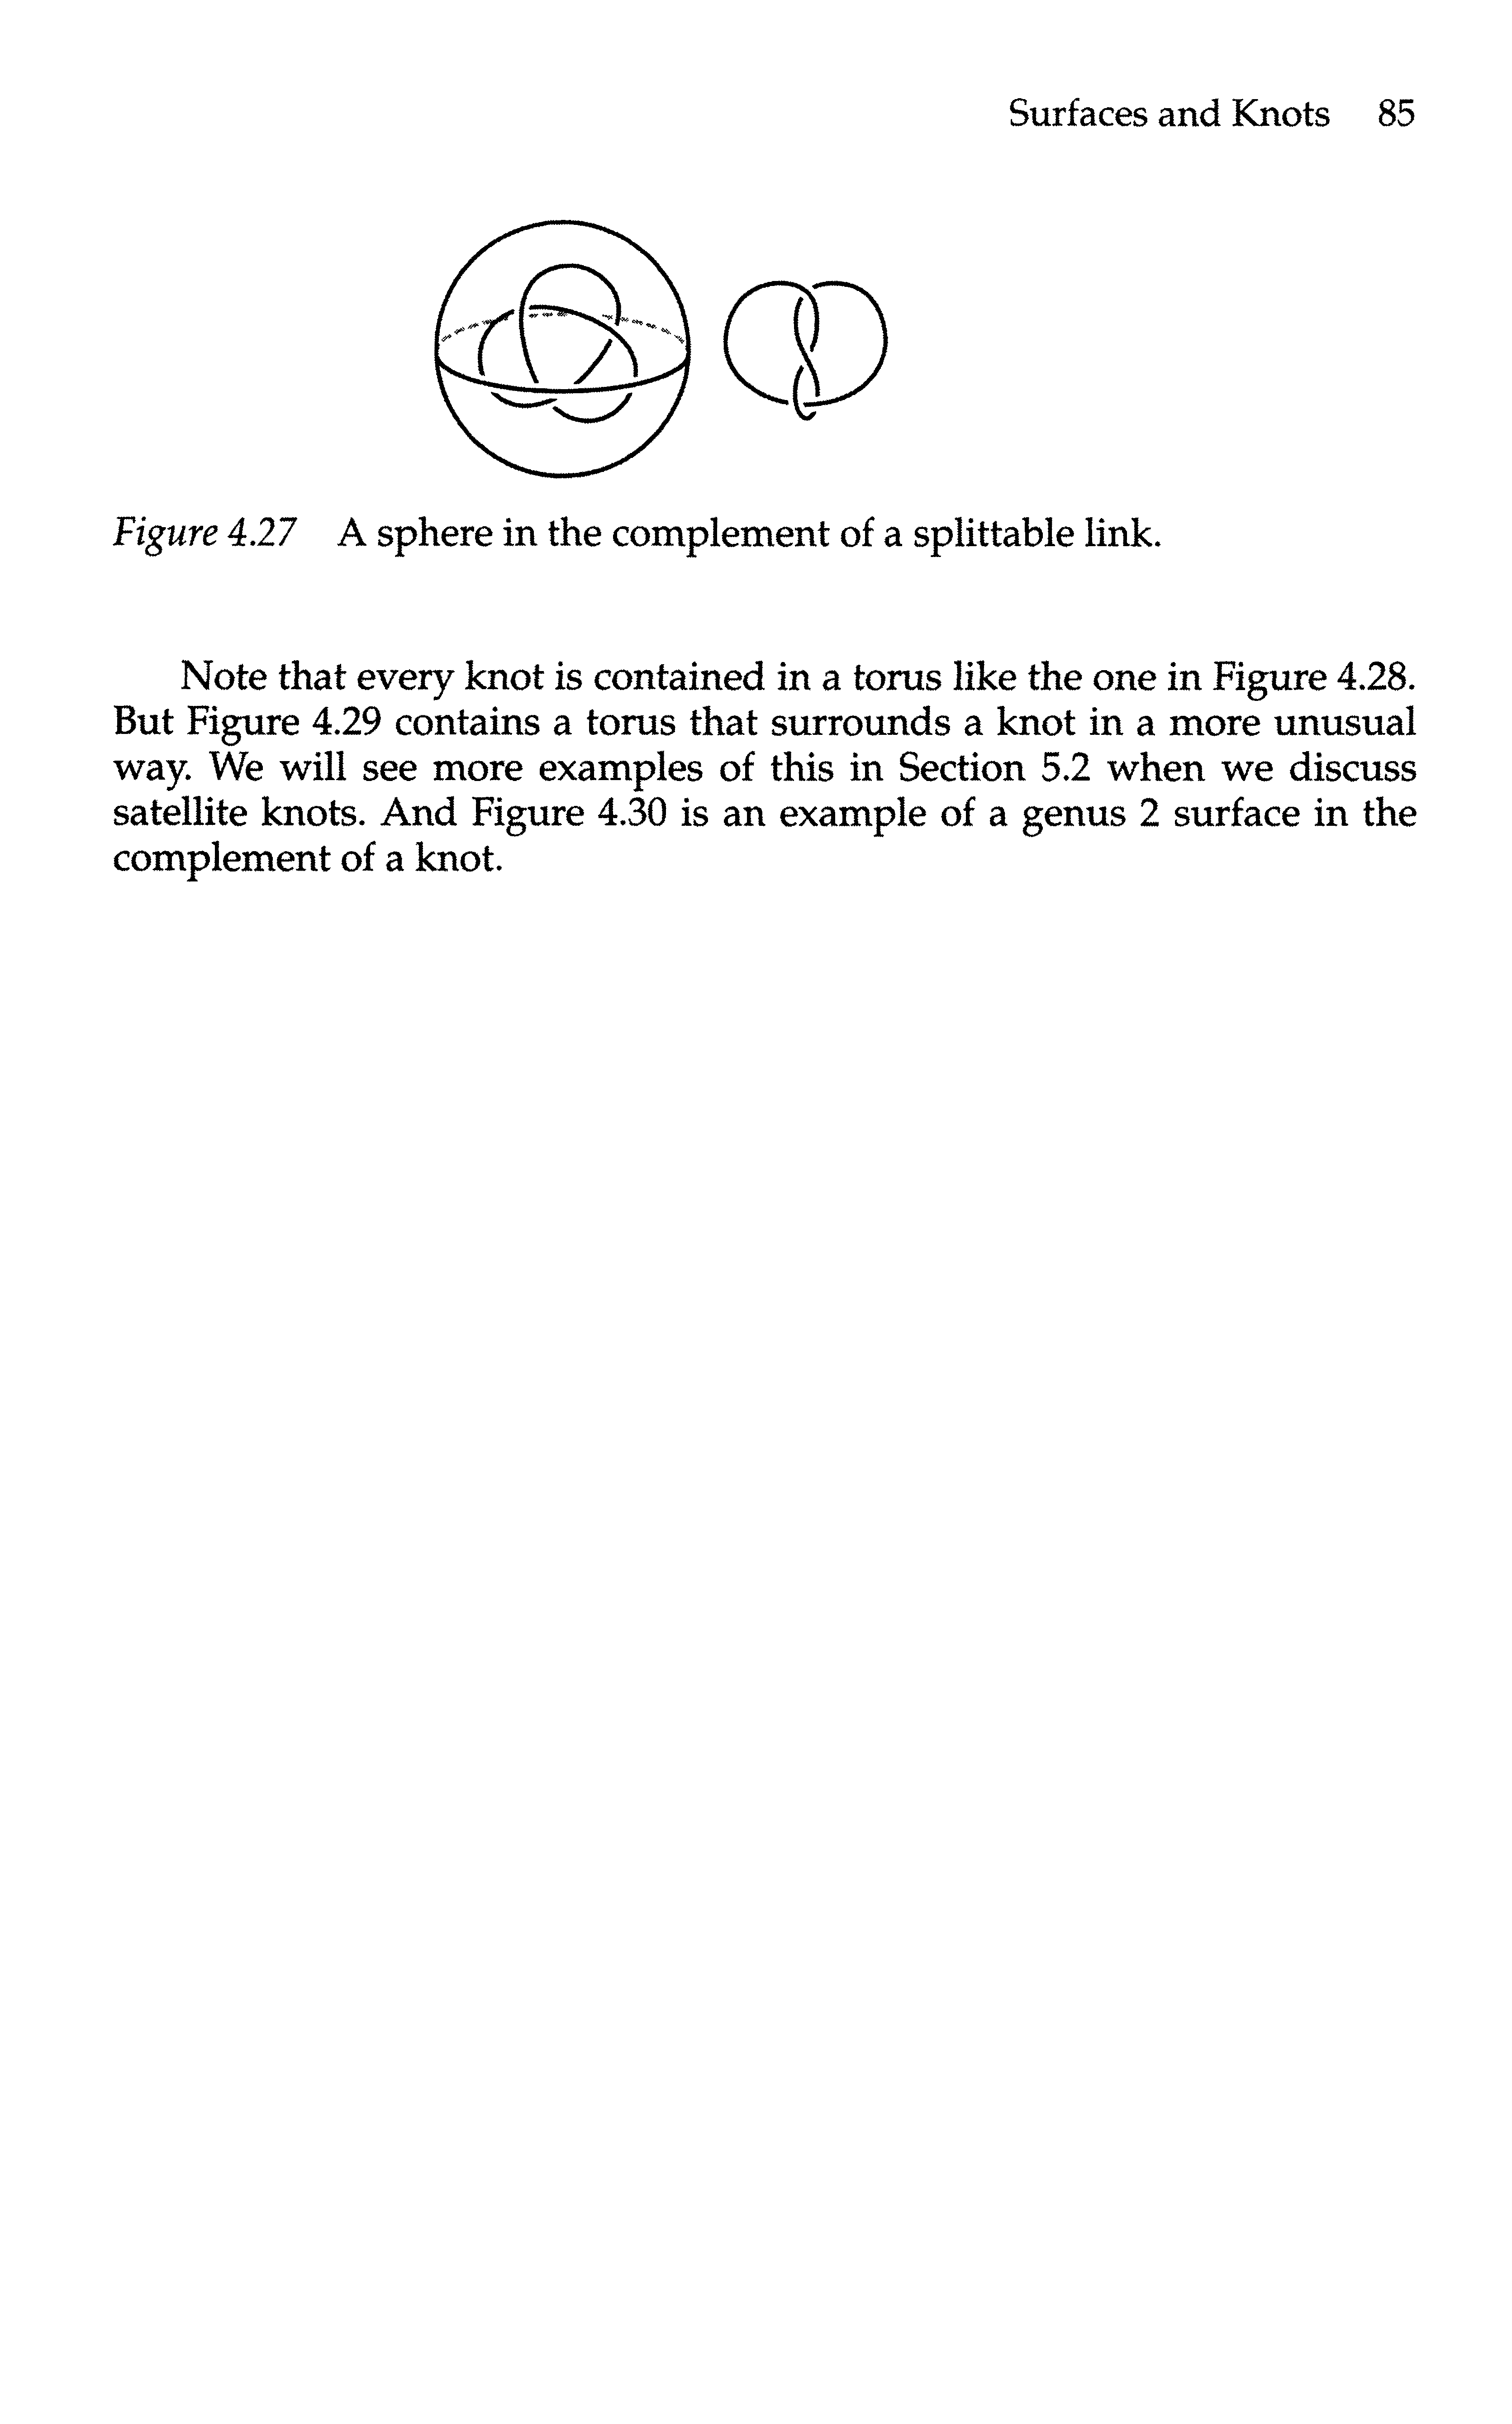 Surfaces and Knots 85
Figure 4.27 A sphere in the complement of a splittable link.
Note that every knot is contained in a torus like the one in Figure 4.28.
But Figure 4.29 contains a torus that surrounds a knot in a more unusual
way. We will see more examples of this in Section 5.2 when we discuss
satellite knots. And Figure 4.30 is an example of a genus 2 surface in the
complement of a knot.